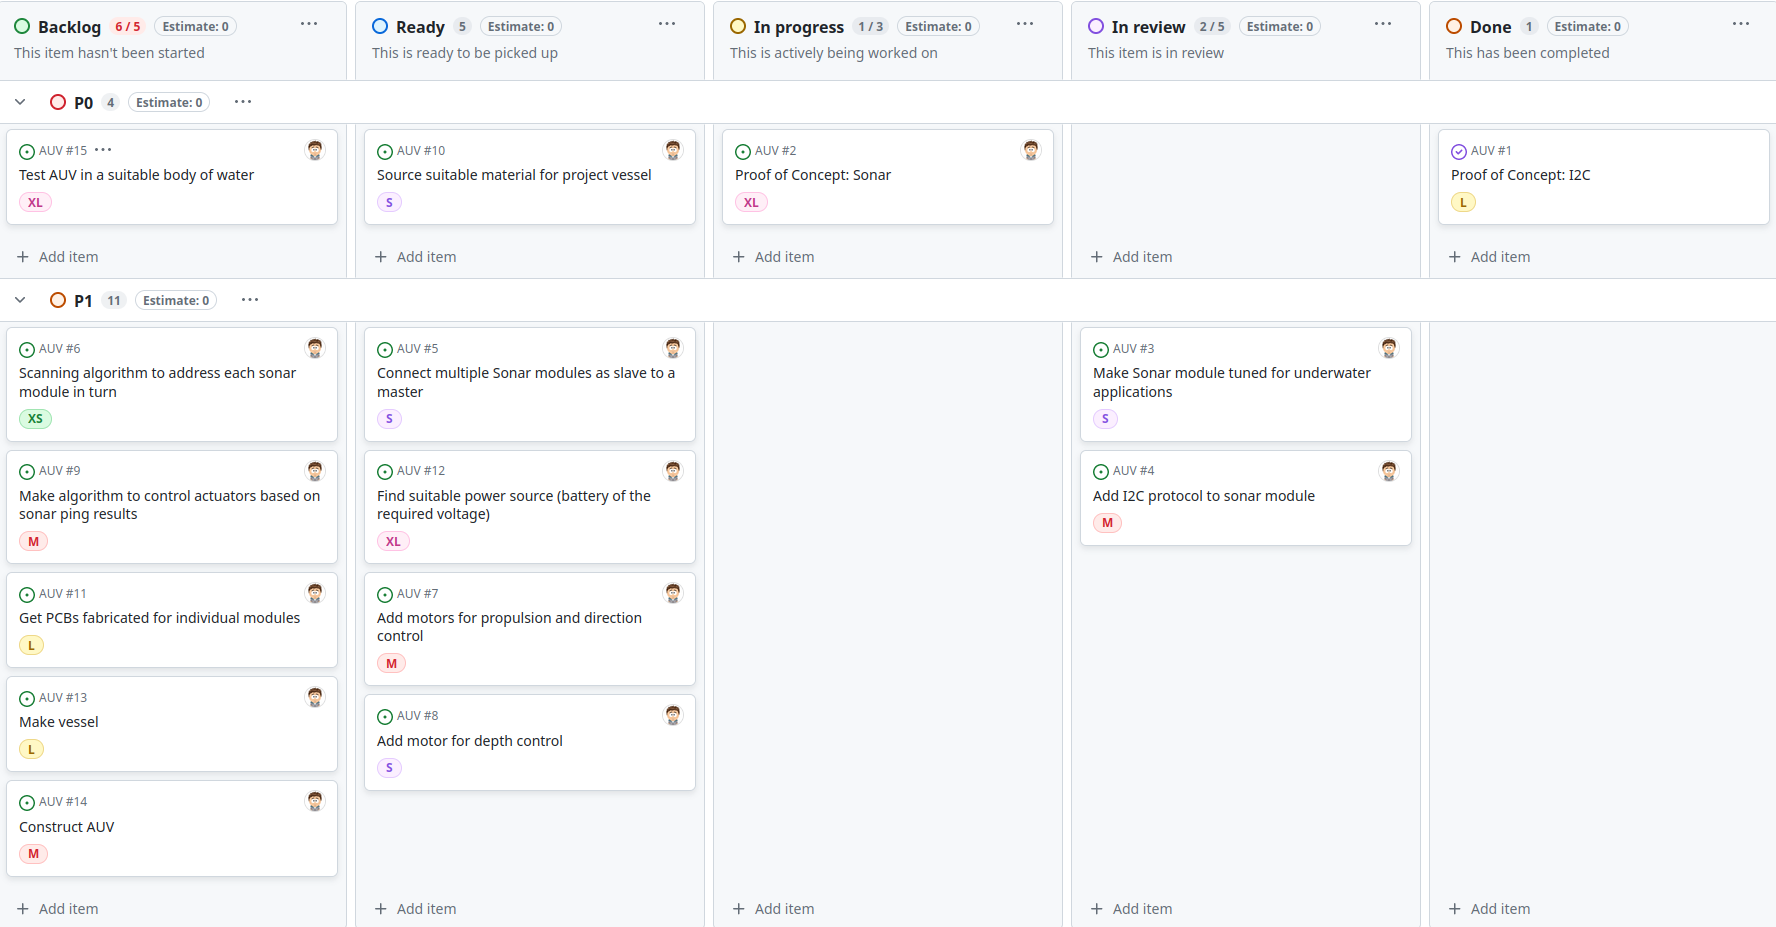 Backlog 6 / 5 Estimate: 0 ...
This item hasn't been started
Ready 5 Estimate: 0 ...
This is ready to be picked up
In progress 1 / 3 Estimate: 0 ...
This is actively being worked on
In review 2 / 5 Estimate: 0 ...
This item is in review
Done 1 Estimate: 0 ...
This has been completed
P0 4 Estimate: 0 ...
AUV #15 ...
Test AUV in a suitable body of water
XL
+ Add item
AUV #10
Source suitable material for project vessel
S
+ Add item
AUV #2
Proof of Concept: Sonar
XL
+ Add item
+ Add item
AUV #1
Proof of Concept: I2C
L
+ Add item
P1 11 Estimate: 0 ...
AUV #6
Scanning algorithm to address each sonar
module in turn
XS
AUV #9
Make algorithm to control actuators based on
sonar ping results
M
AUV #11
Get PCBs fabricated for individual modules
L
AUV #13
Make vessel
L
AUV #14
Construct AUV
M
+ Add item
AUV #5
Connect multiple Sonar modules as slave to a
master
S
AUV #12
Find suitable power source (battery of the
required voltage)
XL
AUV #7
Add motors for propulsion and direction
control
M
AUV #8
Add motor for depth control
S
+ Add item
+ Add item
AUV #3
Make Sonar module tuned for underwater
applications
S
AUV #4
Add I2C protocol to sonar module
M
+ Add item
+ Add item